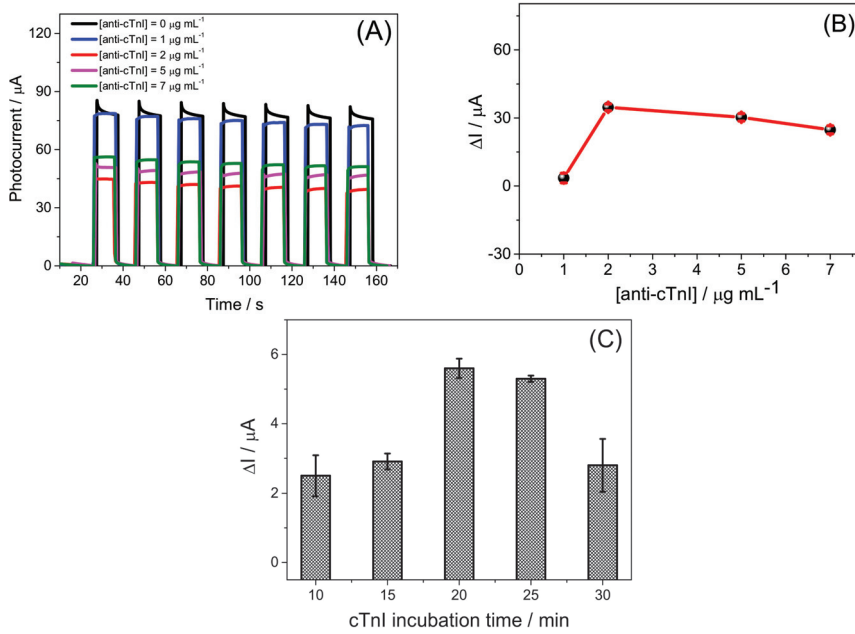 (A)
[anti-cTnI] = 0 μg mL⁻¹
[anti-cTnI] = 1 μg mL⁻¹
[anti-cTnI] = 2 μg mL⁻¹
[anti-cTnI] = 5 μg mL⁻¹
[anti-cTnI] = 7 μg mL⁻¹
Photocurrent / μA
120
90
60
30
0
20 40 60 80 100 120 140 160
Time / s
(B)
ΔI / μA
60
30
0
-30
0 1 2 3 4 5 6 7
[anti-cTnI] / μg mL⁻¹
(C)
ΔI / μA
6
4
2
0
10 15 20 25 30
cTnI incubation time / min